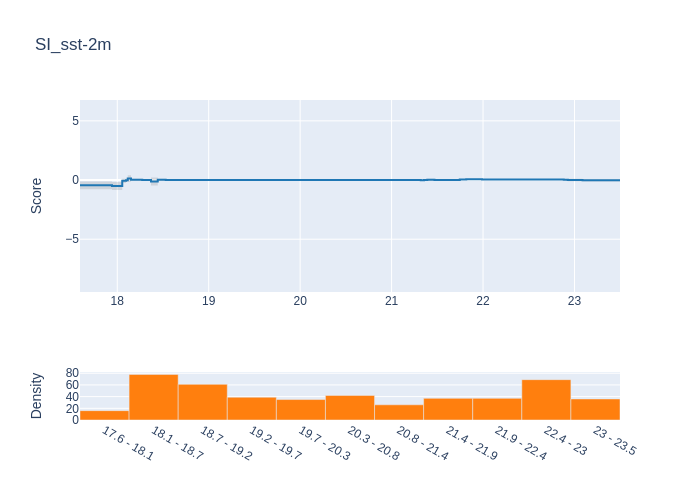 SI_sst-2m
Score
5
0
−5
18 19 20 21 22 23
Density
80
60
40
20
0
17.6 - 18.1
18.1 - 18.7
18.7 - 19.2
19.2 - 19.7
19.7 - 20.3
20.3 - 20.8
20.8 - 21.4
21.4 - 21.9
21.9 - 22.4
22.4 - 23
23 - 23.5